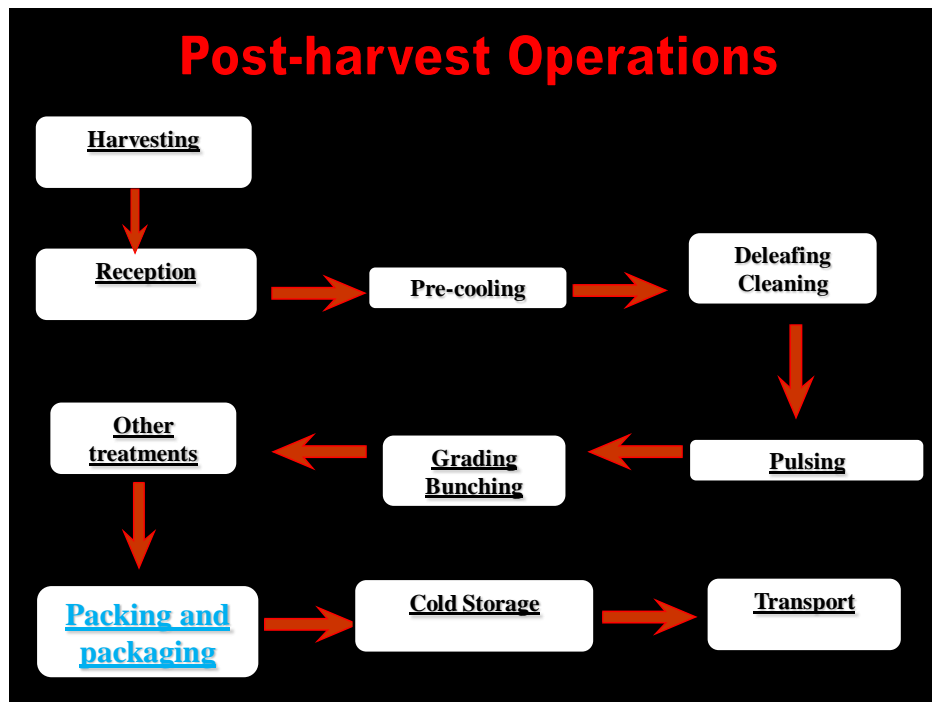 Post-harvest Operations
Harvesting
Reception
Pre-cooling
Deleafing
Cleaning
Pulsing
Grading
Bunching
Other
treatments
Packing and
packaging
Cold Storage
Transport